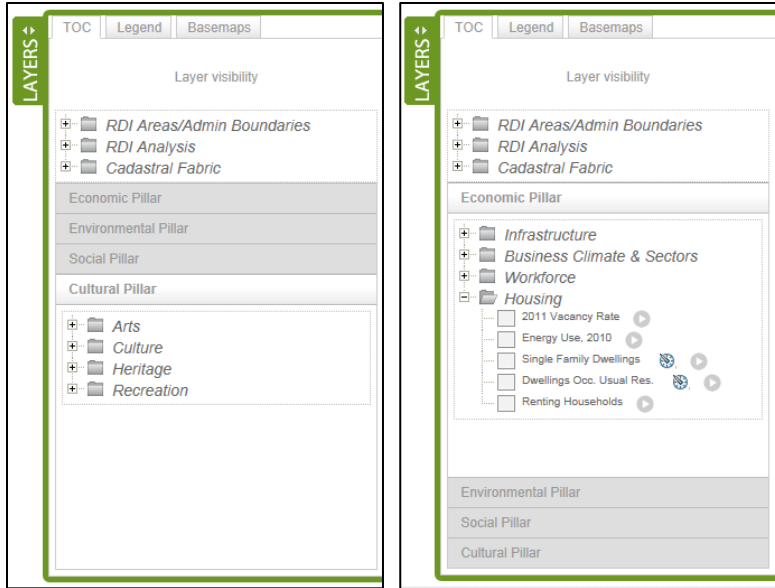 LAYERS
TOC Legend Basemaps
Layer visibility
RDI Areas/Admin Boundaries
RDI Analysis
Cadastral Fabric
Economic Pillar
Environmental Pillar
Social Pillar
Cultural Pillar
Arts
Culture
Heritage
Recreation
LAYERS
TOC Legend Basemaps
Layer visibility
RDI Areas/Admin Boundaries
RDI Analysis
Cadastral Fabric
Economic Pillar
Infrastructure
Business Climate & Sectors
Workforce
Housing
2011 Vacancy Rate
Energy Use, 2010
Single Family Dwellings
Dwellings Occ. Usual Res.
Renting Households
Environmental Pillar
Social Pillar
Cultural Pillar